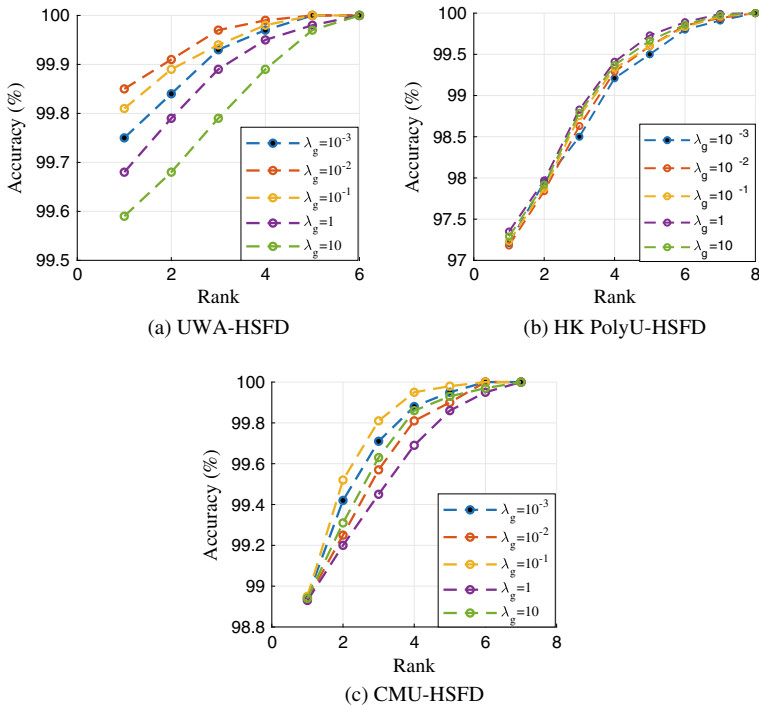 100
99.9
99.8
99.7
99.6
99.5
Accuracy (%)
0 2 4 6
Rank
λg=10-3
λg=10-2
λg=10-1
λg=1
λg=10
(a) UWA-HSFD
100
99.5
99
98.5
98
97.5
97
Accuracy (%)
0 2 4 6 8
Rank
λg=10 -3
λg=10 -2
λg=10 -1
λg=1
λg=10
(b) HK PolyU-HSFD
100
99.8
99.6
99.4
99.2
99
98.8
Accuracy (%)
0 2 4 6 8
Rank
λg=10-3
λg=10-2
λg=10-1
λg=1
λg=10
(c) CMU-HSFD